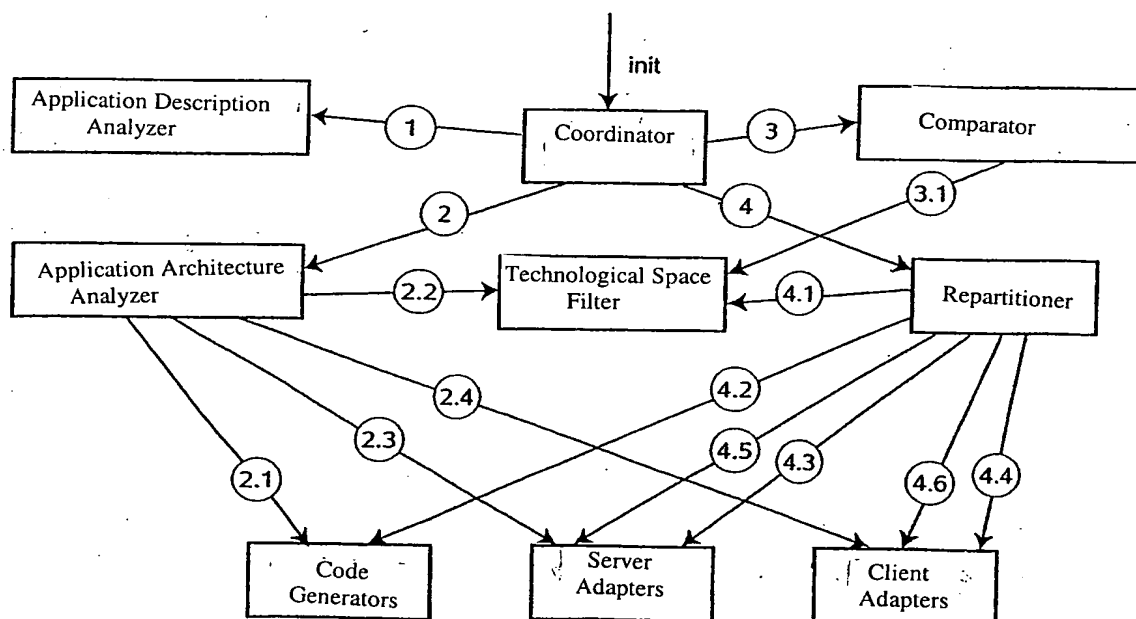 init
Application Description
Analyzer
1
Coordinator
3
Comparator
2
4
3.1
Application Architecture
Analyzer
2.2
Technological Space
Filter
4.1
Repartitioner
2.4
4.2
2.3
4.5
4.3
2.1
4.6
4.4
Code
Generators
Server
Adapters
Client
Adapters